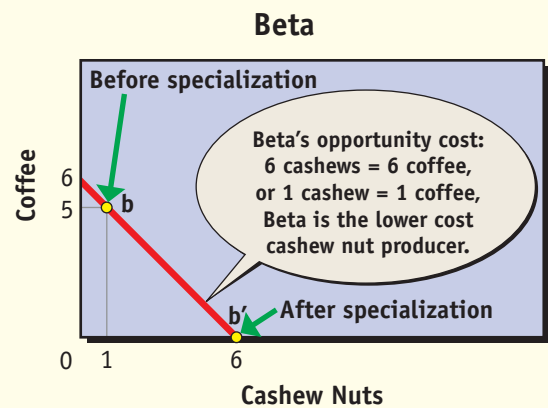 Beta
Before specialization
Beta's opportunity cost:
6 cashews = 6 coffee,
or 1 cashew = 1 coffee,
Beta is the lower cost
cashew nut producer.
Coffee
6
5
b
b′
After specialization
0
1
6
Cashew Nuts